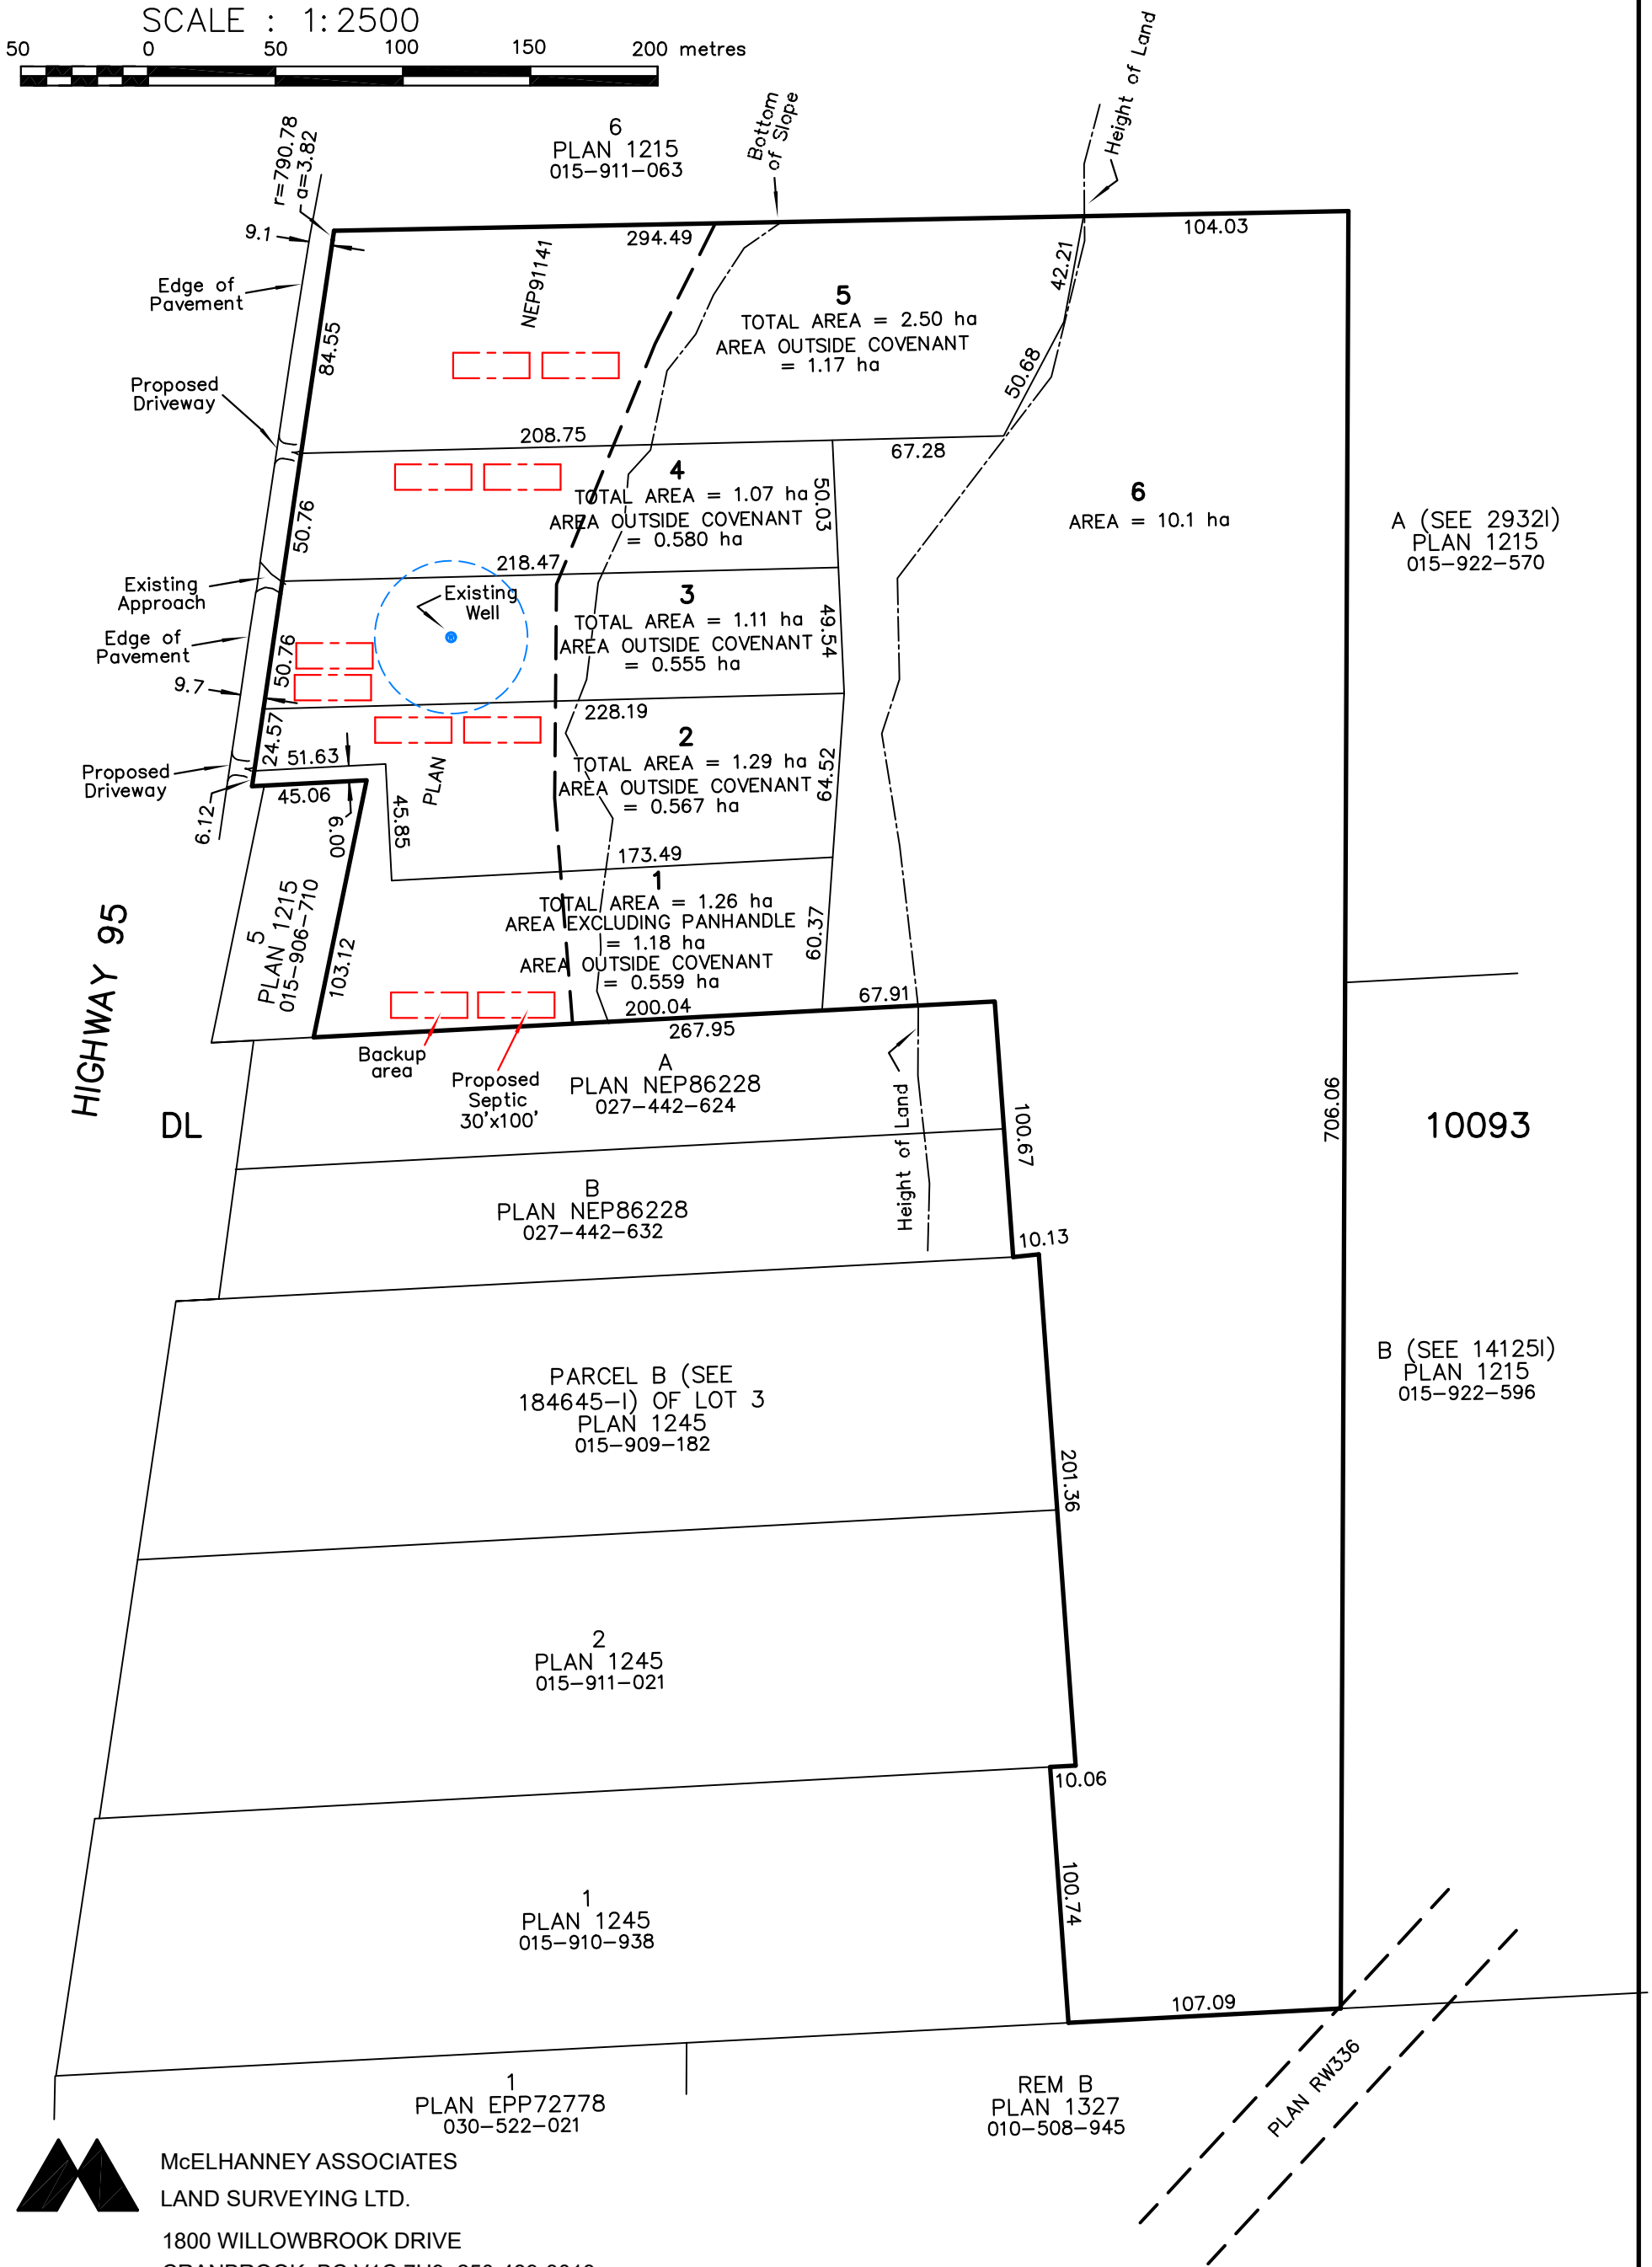 SCALE : 1:2500
50 0 50 100 150 200 metres
Height of Land
Bottom
of Slope
r=790.78
a=3.82
6
PLAN 1215
015-911-063
9.1
294.49
104.03
NEP91141
42.21
Edge of
Pavement
5
TOTAL AREA = 2.50 ha
AREA OUTSIDE COVENANT
= 1.17 ha
84.55
50.68
Proposed
Driveway
208.75
67.28
4
TOTAL AREA = 1.07 ha
AREA OUTSIDE COVENANT
= 0.580 ha
50.03
50.76
6
AREA = 10.1 ha
A (SEE 2932I)
PLAN 1215
015-922-570
218.47
Existing
Approach
Existing
Well
3
TOTAL AREA = 1.11 ha
AREA OUTSIDE COVENANT
= 0.555 ha
49.54
Edge of
Pavement
50.76
9.7
228.19
24.57
2
TOTAL AREA = 1.29 ha
AREA OUTSIDE COVENANT
= 0.567 ha
64.52
51.63
Proposed
Driveway
45.06
PLAN
6.12
6.00
45.85
173.49
1
TOTAL AREA = 1.26 ha
AREA EXCLUDING PANHANDLE
= 1.18 ha
AREA OUTSIDE COVENANT
= 0.559 ha
60.37
5
PLAN 1215
015-906-710
103.12
HIGHWAY 95
200.04
67.91
267.95
Backup
area
Proposed
Septic
30'x100'
A
PLAN NEP86228
027-442-624
Height of Land
100.67
706.06
DL
10093
B
PLAN NEP86228
027-442-632
10.13
PARCEL B (SEE
184645-I) OF LOT 3
PLAN 1245
015-909-182
B (SEE 14125I)
PLAN 1215
015-922-596
201.36
2
PLAN 1245
015-911-021
10.06
1
PLAN 1245
015-910-938
100.74
107.09
PLAN RW336
1
PLAN EPP72778
030-522-021
REM B
PLAN 1327
010-508-945
McELHANNEY ASSOCIATES
LAND SURVEYING LTD.
1800 WILLOWBROOK DRIVE